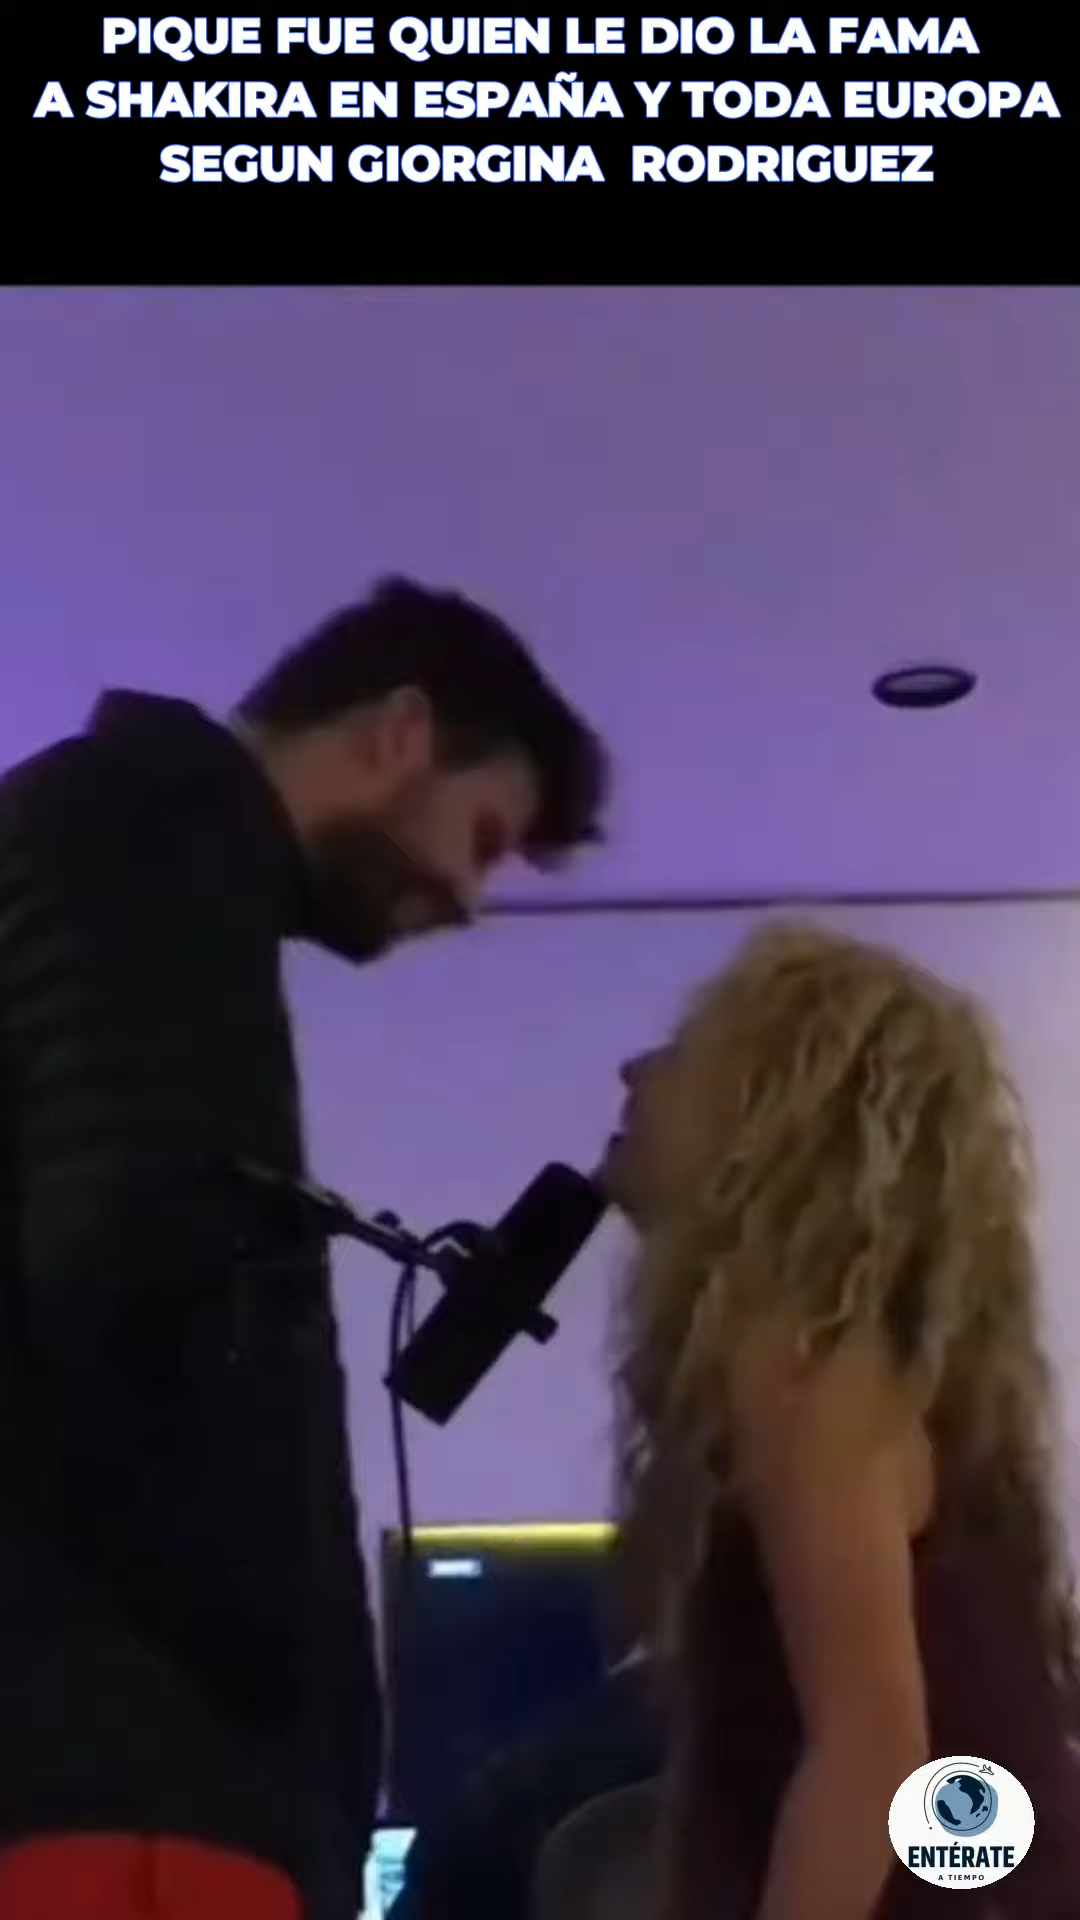 PIQUE FUE QUIEN LE DIO LA FAMA
A SHAKIRA EN ESPAÑA Y TODA EUROPA
SEGUN GIORGINA RODRIGUEZ
ENTÉRATE
A TIEMPO